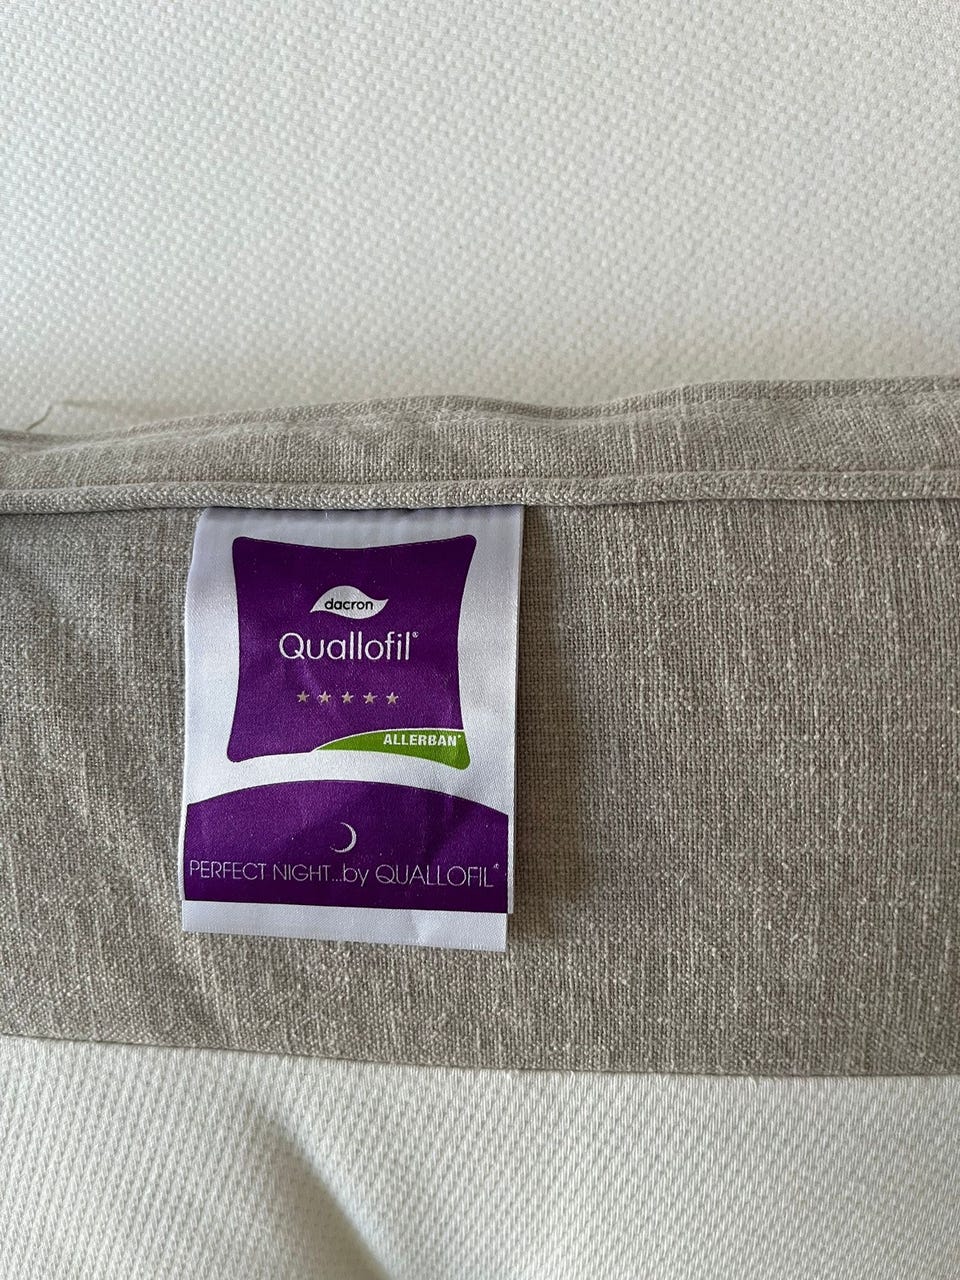 dacron
Quallofil®
★★★★★
ALLERBAN®
PERFECT NIGHT...by QUALLOFIL®